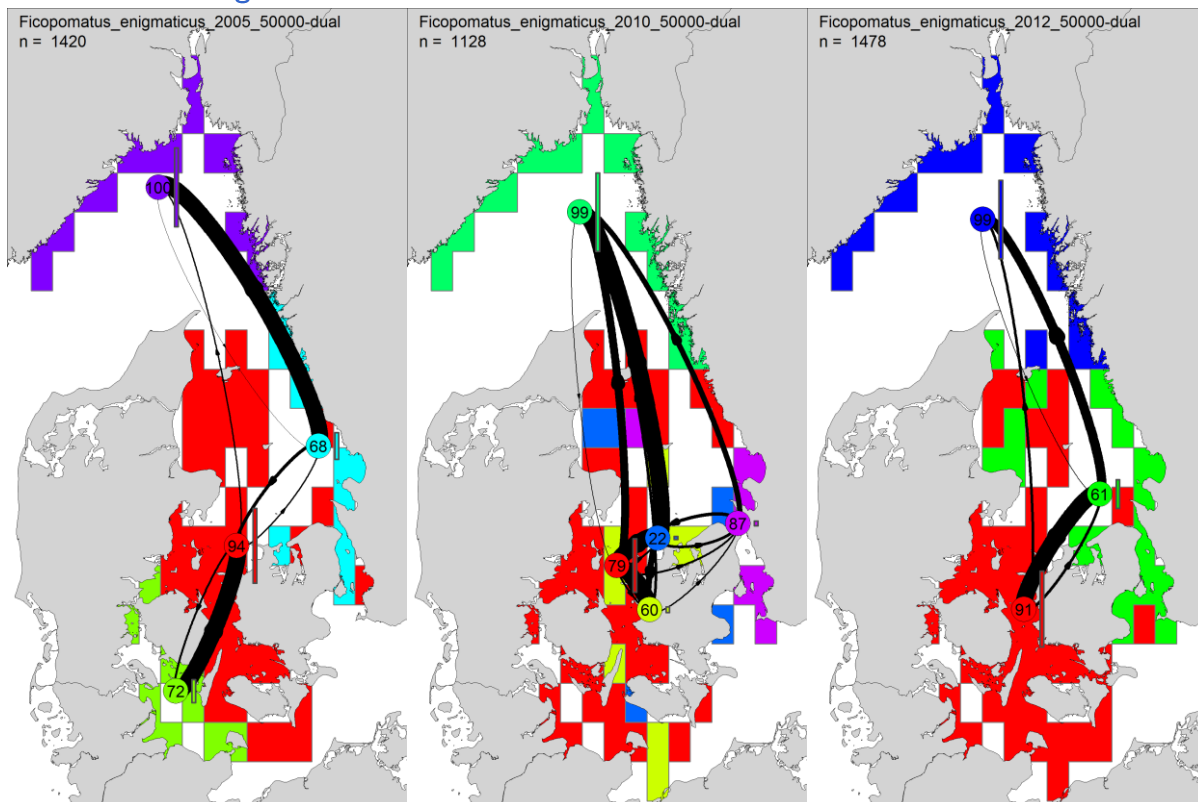 Ficopomatus_enigmaticus_2005_50000-dual
n = 1420
100
68
94
72
Ficopomatus_enigmaticus_2010_50000-dual
n = 1128
99
87
22
79
60
Ficopomatus_enigmaticus_2012_50000-dual
n = 1478
99
61
91